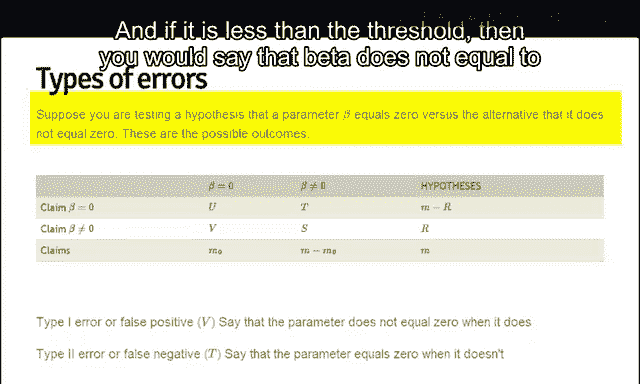 And if it is less than the threshold, then
you would say that beta does not equal to
Types of errors
Suppose you are testing a hypothesis that a parameter β equals zero versus the alternative that it does
not equal zero. These are the possible outcomes.
β = 0 β ≠ 0 HYPOTHESES
Claim β = 0 U T m − R
Claim β ≠ 0 V S R
Claims m₀ m − m₀ m
Type I error or false positive (V) Say that the parameter does not equal zero when it does
Type II error or false negative (T) Say that the parameter equals zero when it doesn't